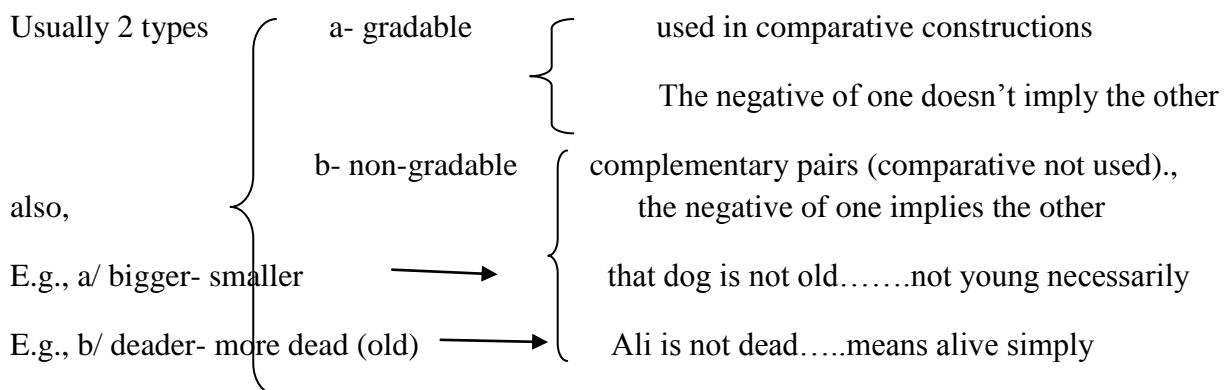 Usually 2 types a- gradable used in comparative constructions
The negative of one doesn’t imply the other
b- non-gradable complementary pairs (comparative not used).,
also, the negative of one implies the other
E.g., a/ bigger- smaller that dog is not old…….not young necessarily
E.g., b/ deader- more dead (old) Ali is not dead…..means alive simply